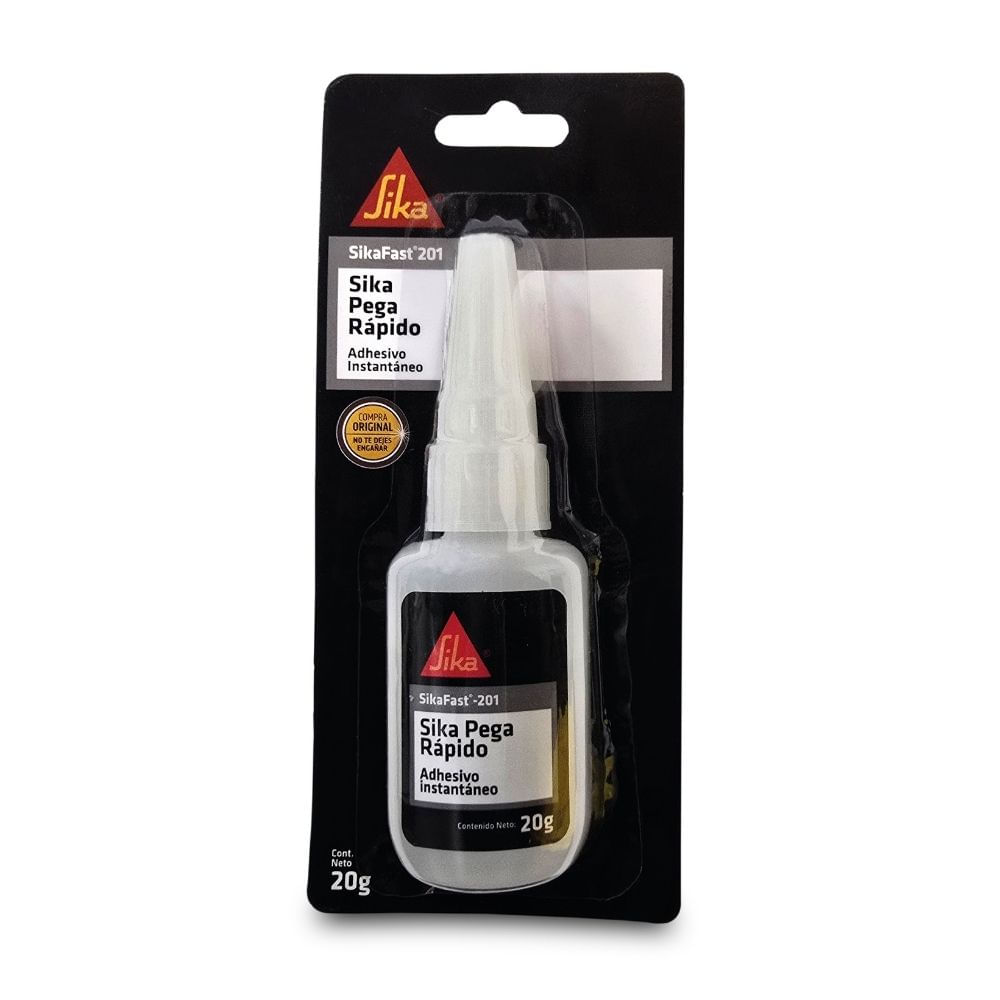 Sika®
SikaFast®201
Sika
Pega
Rápido
Adhesivo
Instantáneo
COMPRA
ORIGINAL
NO TE DEJES
ENGAÑAR
Sika®
SikaFast®-201
Sika Pega
Rápido
Adhesivo
instantáneo
Contenido Neto: 20g
Cont.
Neto
20g